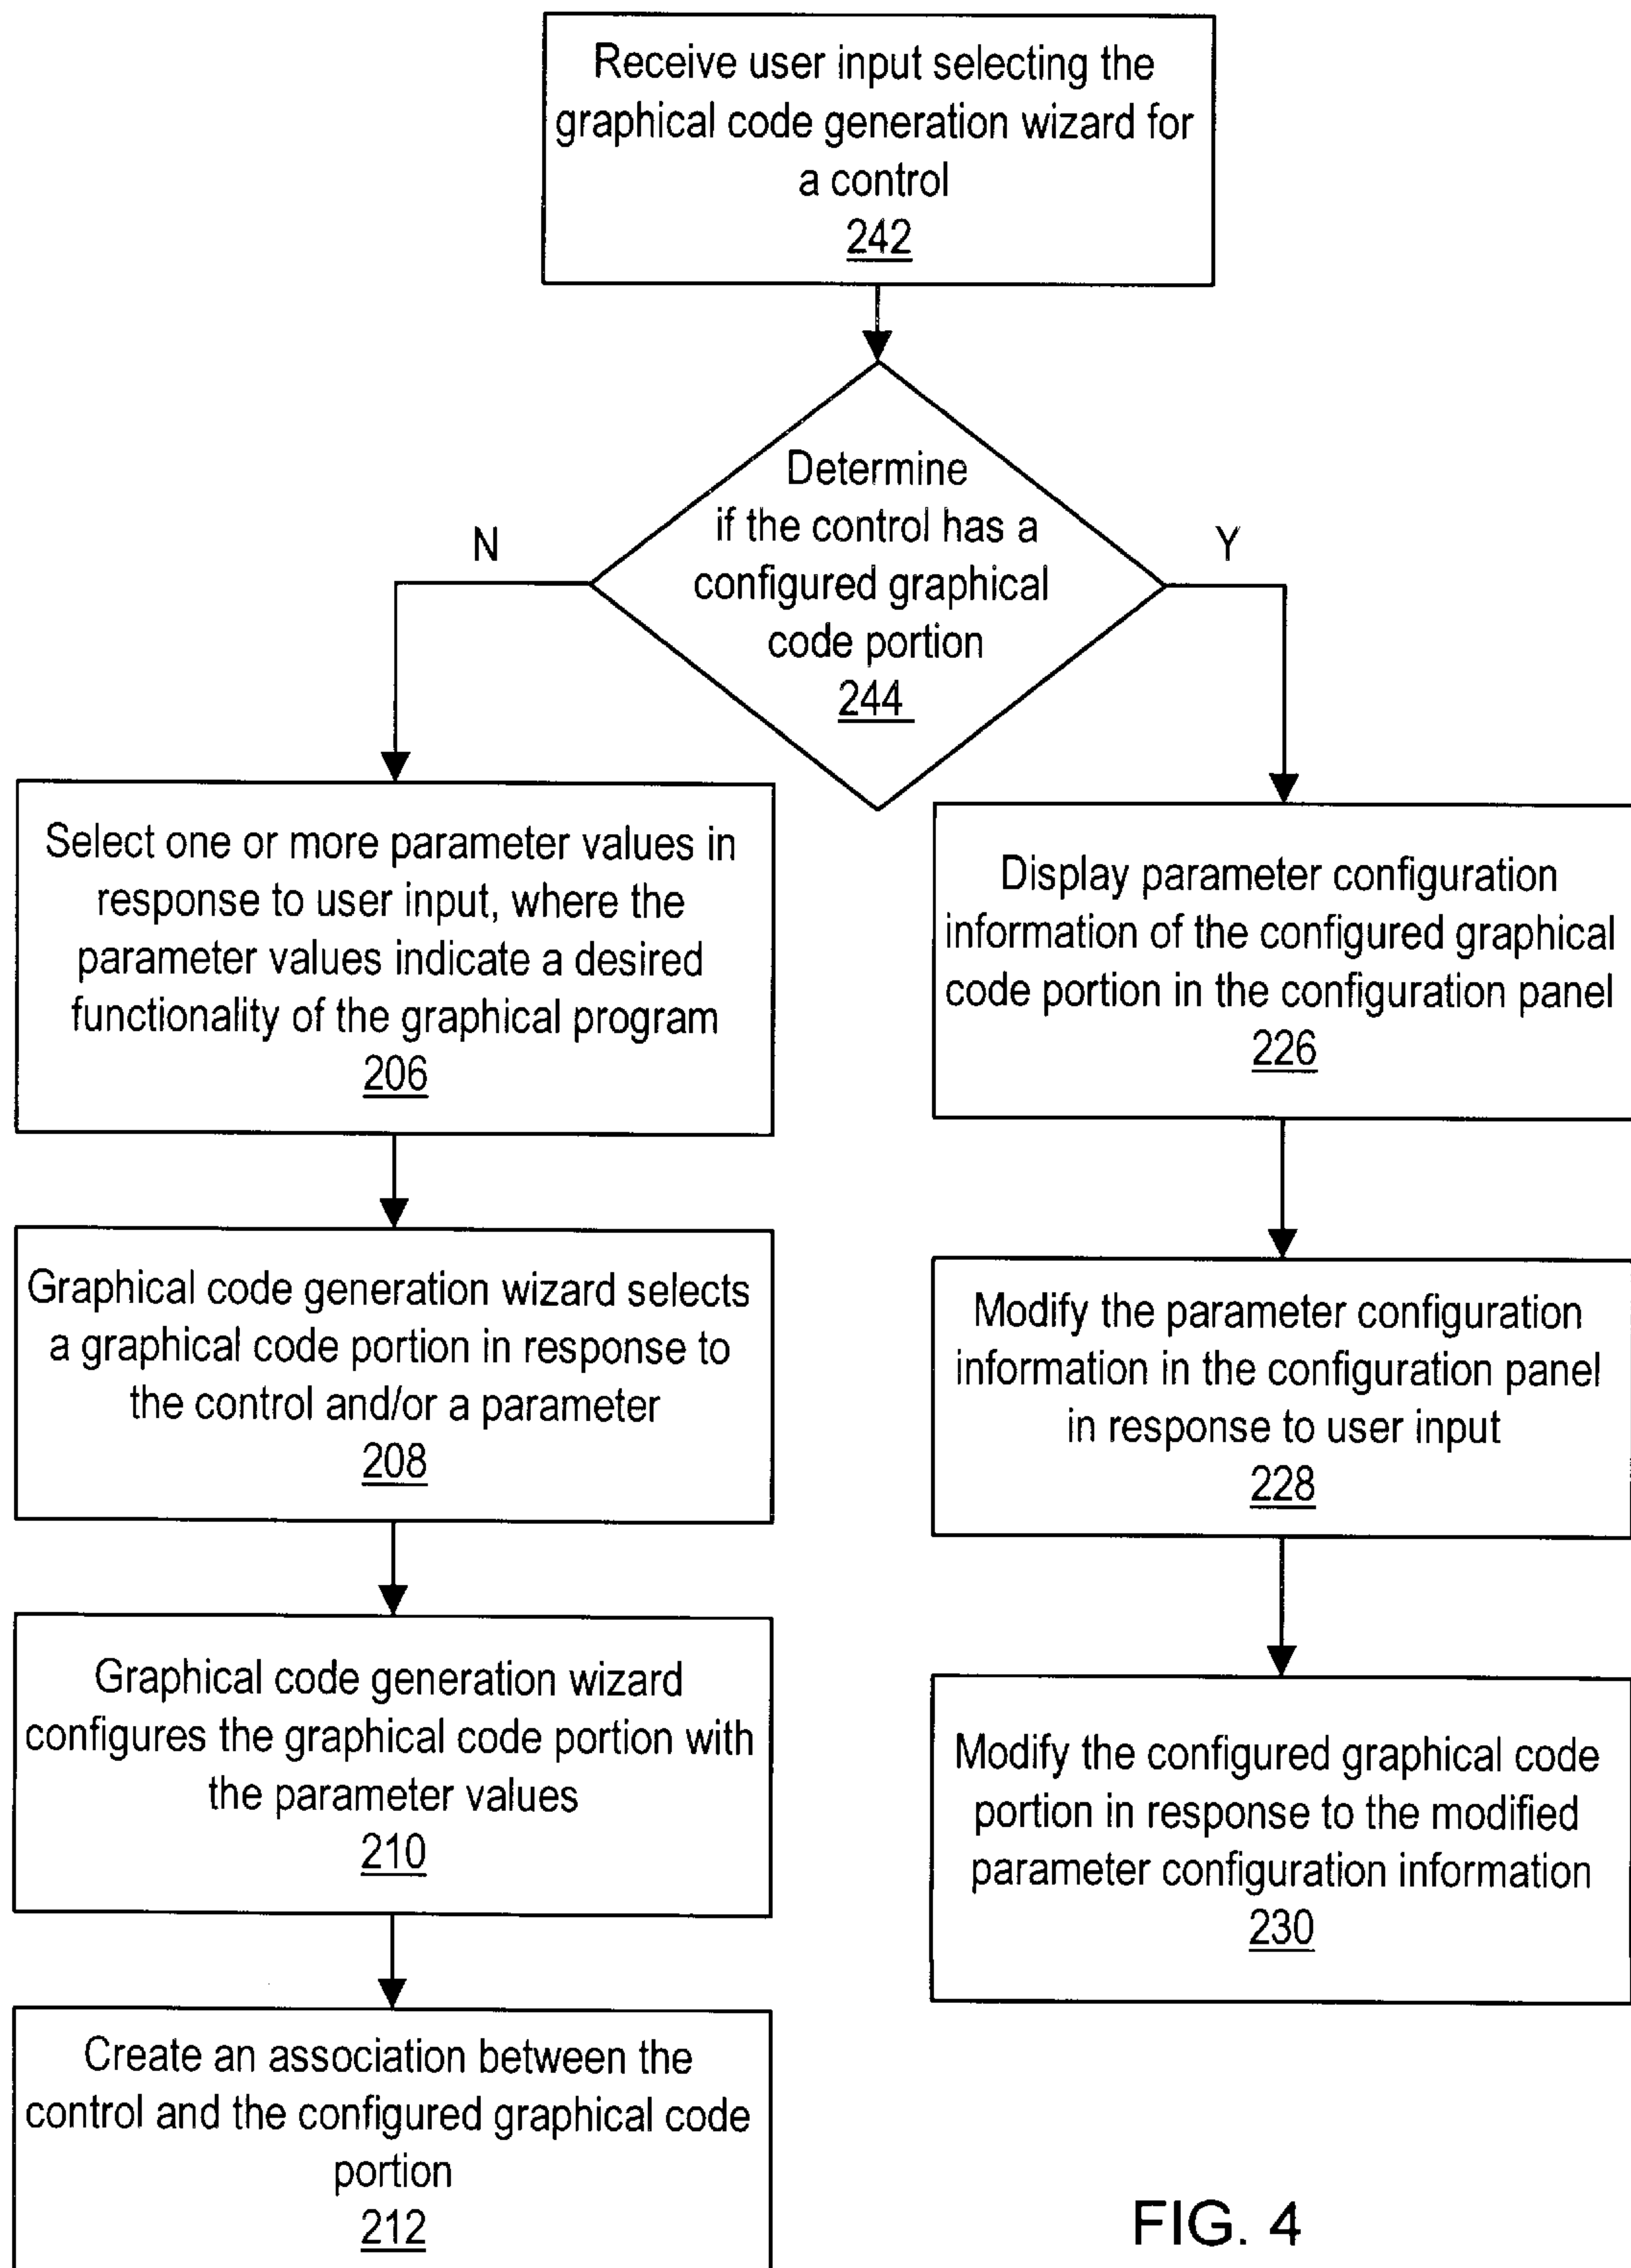 Receive user input selecting the
graphical code generation wizard for
a control
242
Determine
if the control has a
configured graphical
code portion
244
N
Y
Select one or more parameter values in
response to user input, where the
parameter values indicate a desired
functionality of the graphical program
206
Graphical code generation wizard selects
a graphical code portion in response to
the control and/or a parameter
208
Graphical code generation wizard
configures the graphical code portion with
the parameter values
210
Create an association between the
control and the configured graphical code
portion
212
Display parameter configuration
information of the configured graphical
code portion in the configuration panel
226
Modify the parameter configuration
information in the configuration panel
in response to user input
228
Modify the configured graphical code
portion in response to the modified
parameter configuration information
230
FIG. 4